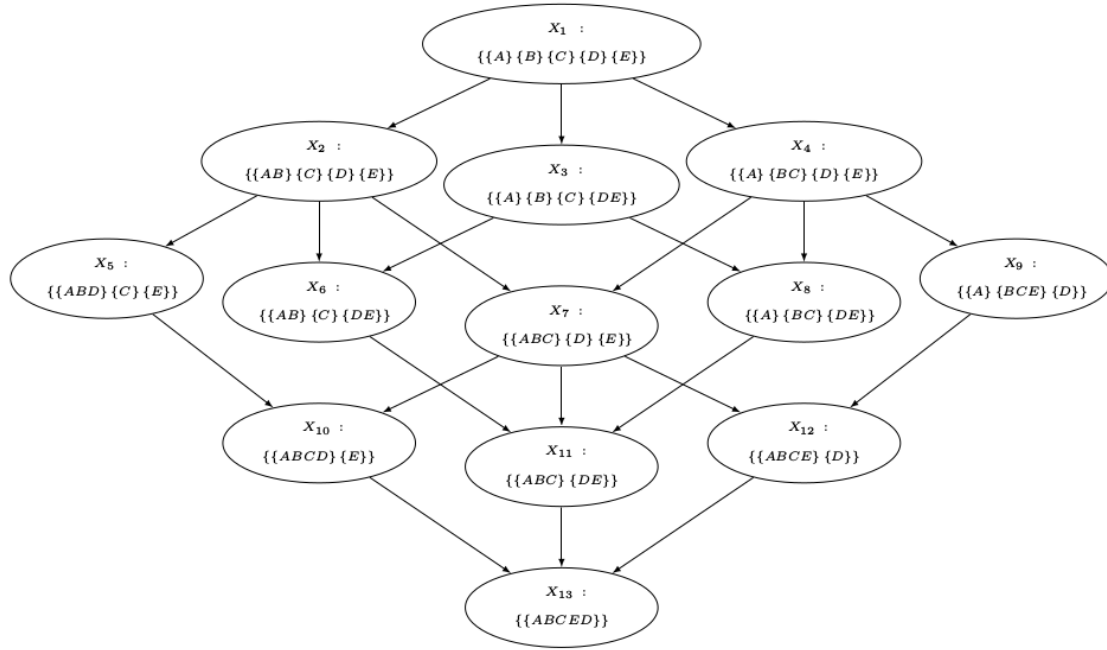 X₁ :
{{A} {B} {C} {D} {E}}
X₂ :
{{AB} {C} {D} {E}}
X₃ :
{{A} {B} {C} {DE}}
X₄ :
{{A} {BC} {D} {E}}
X₅ :
{{ABD} {C} {E}}
X₆ :
{{AB} {C} {DE}}
X₇ :
{{ABC} {D} {E}}
X₈ :
{{A} {BC} {DE}}
X₉ :
{{A} {BCE} {D}}
X₁₀ :
{{ABCD} {E}}
X₁₁ :
{{ABC} {DE}}
X₁₂ :
{{ABCE} {D}}
X₁₃ :
{{ABCED}}